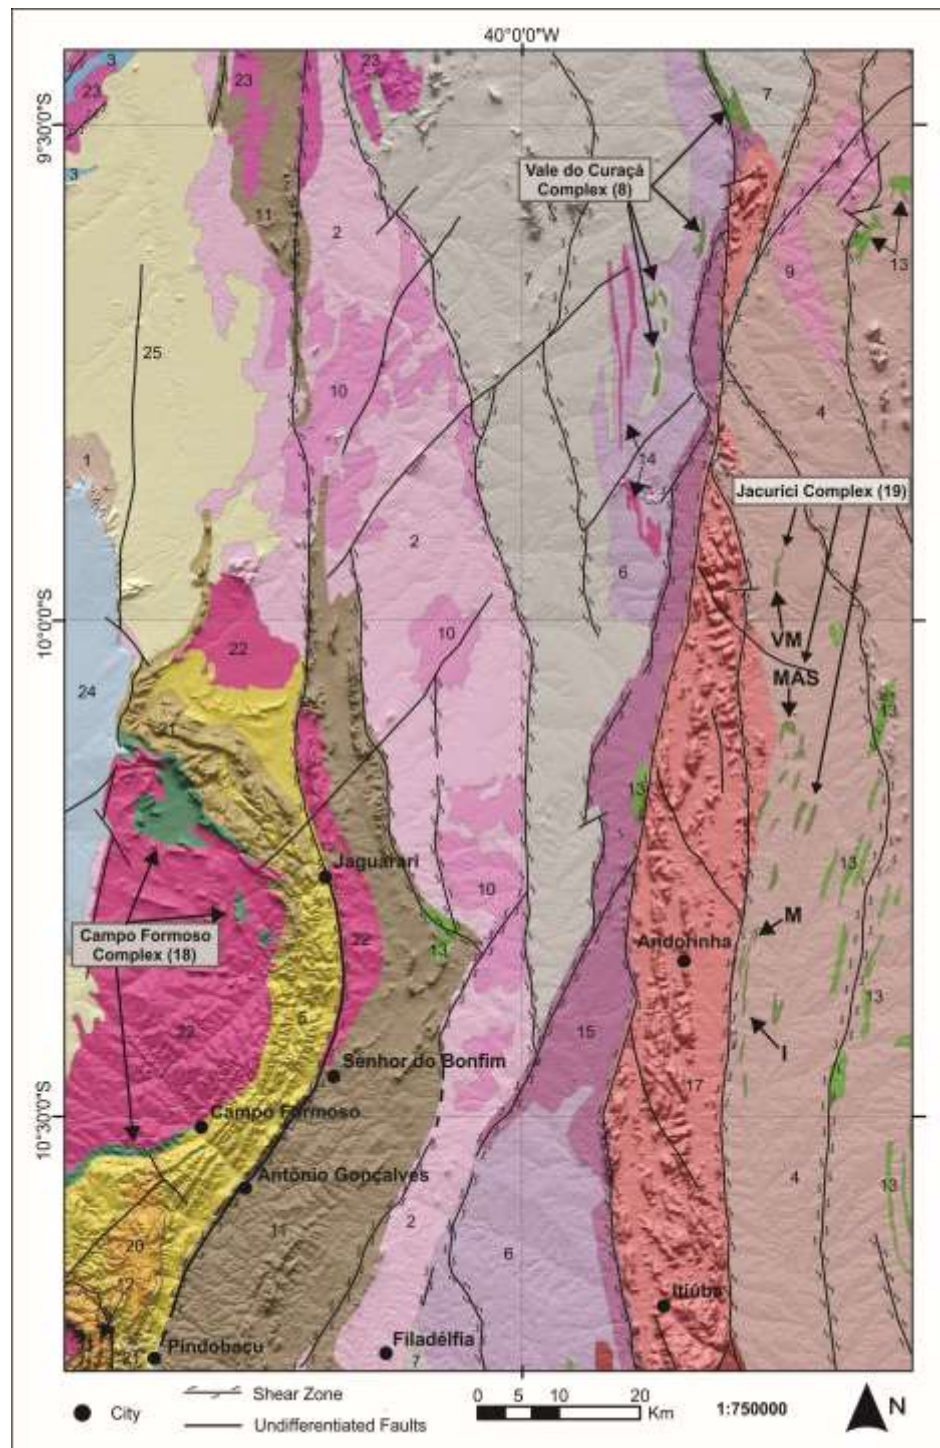 40°0'0"W
3
23
23
23
7
9°30'0"S
3
Vale do Curaçá
Complex (8)
11
2
9
13
7
25
10
4
1
14
Jacurici Complex (19)
2
6
10°0'0"S
22
10
VM
24
MAS
13
13
Jaguarari
13
10
M
Campo Formoso
Complex (18)
22
13
Andorinha
13
22
5
15
I
Senhor do Bonfim
17
10°30'0"S
Campo Formoso
4
13
Antônio Gonçalves
2
11
20
6
12
Itiúba
Pindobaçu
Filadélfia
21
7
City
Shear Zone
Undifferentiated Faults
0 5 10 20
Km
1:750000
N